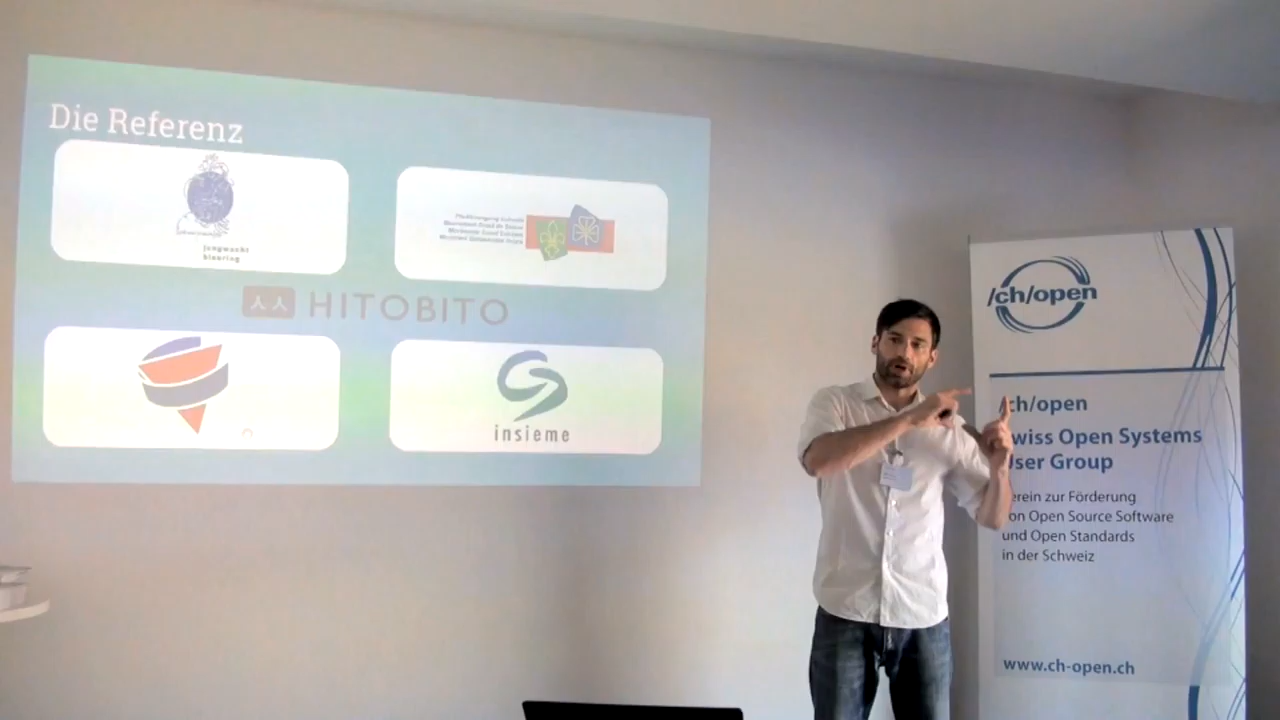 Die Referenz
jungwacht
blauring
HITOBITO
insieme
/ch/open
/ch/open
wiss Open Systems
User Group
erein zur Förderung
on Open Source Software
und Open Standards
in der Schweiz
www.ch-open.ch